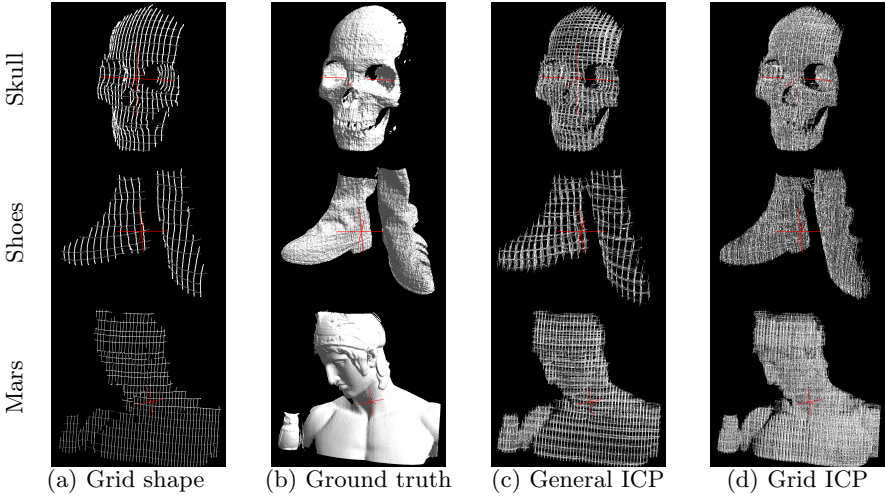 Skull
Shoes
Mars
(a) Grid shape
(b) Ground truth
(c) General ICP
(d) Grid ICP